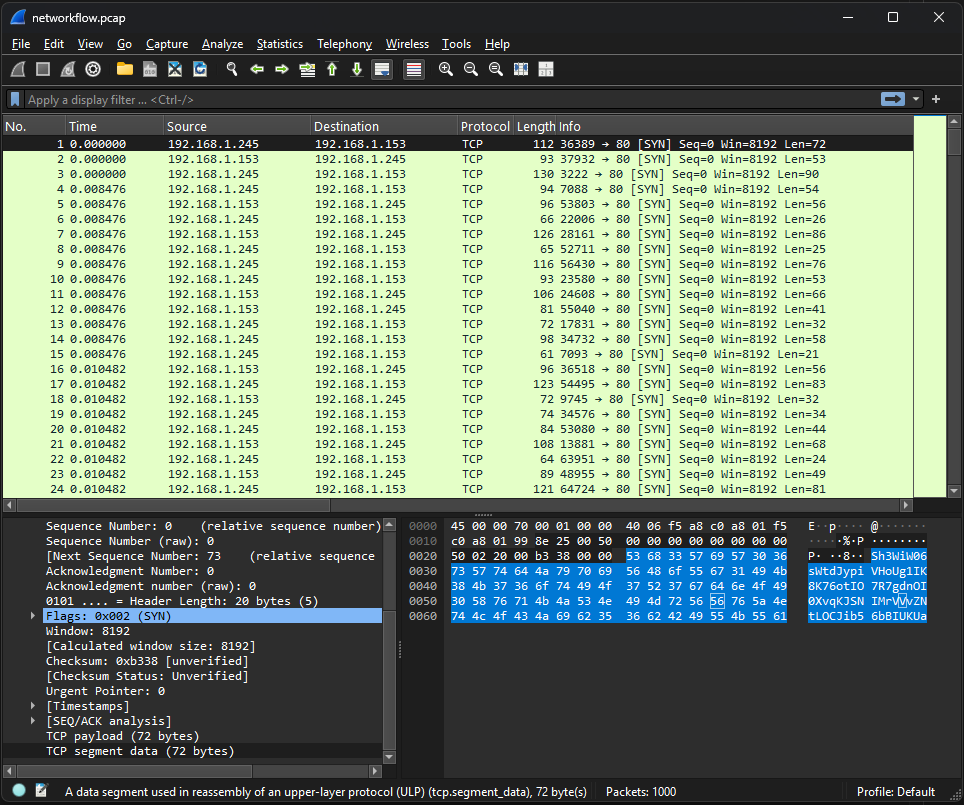 networkflow.pcap
File Edit View Go Capture Analyze Statistics Telephony Wireless Tools Help
Apply a display filter ... <Ctrl-/>
No. Time Source Destination Protocol Length Info
1 0.000000 192.168.1.245 192.168.1.153 TCP 112 36389 → 80 [SYN] Seq=0 Win=8192 Len=72
2 0.000000 192.168.1.153 192.168.1.245 TCP 93 37932 → 80 [SYN] Seq=0 Win=8192 Len=53
3 0.000000 192.168.1.245 192.168.1.153 TCP 130 3222 → 80 [SYN] Seq=0 Win=8192 Len=90
4 0.008476 192.168.1.245 192.168.1.153 TCP 94 7088 → 80 [SYN] Seq=0 Win=8192 Len=54
5 0.008476 192.168.1.153 192.168.1.245 TCP 96 53803 → 80 [SYN] Seq=0 Win=8192 Len=56
6 0.008476 192.168.1.153 192.168.1.245 TCP 66 22006 → 80 [SYN] Seq=0 Win=8192 Len=26
7 0.008476 192.168.1.245 192.168.1.153 TCP 126 28161 → 80 [SYN] Seq=0 Win=8192 Len=86
8 0.008476 192.168.1.245 192.168.1.153 TCP 65 52711 → 80 [SYN] Seq=0 Win=8192 Len=25
9 0.008476 192.168.1.245 192.168.1.153 TCP 116 56430 → 80 [SYN] Seq=0 Win=8192 Len=76
10 0.008476 192.168.1.153 192.168.1.245 TCP 93 23580 → 80 [SYN] Seq=0 Win=8192 Len=53
11 0.008476 192.168.1.153 192.168.1.245 TCP 106 24608 → 80 [SYN] Seq=0 Win=8192 Len=66
12 0.008476 192.168.1.153 192.168.1.245 TCP 81 55040 → 80 [SYN] Seq=0 Win=8192 Len=41
13 0.008476 192.168.1.245 192.168.1.153 TCP 72 17831 → 80 [SYN] Seq=0 Win=8192 Len=32
14 0.008476 192.168.1.153 192.168.1.245 TCP 98 34732 → 80 [SYN] Seq=0 Win=8192 Len=58
15 0.008476 192.168.1.245 192.168.1.153 TCP 61 7093 → 80 [SYN] Seq=0 Win=8192 Len=21
16 0.010482 192.168.1.153 192.168.1.245 TCP 96 36518 → 80 [SYN] Seq=0 Win=8192 Len=56
17 0.010482 192.168.1.245 192.168.1.153 TCP 123 54495 → 80 [SYN] Seq=0 Win=8192 Len=83
18 0.010482 192.168.1.153 192.168.1.245 TCP 72 9745 → 80 [SYN] Seq=0 Win=8192 Len=32
19 0.010482 192.168.1.245 192.168.1.153 TCP 74 34576 → 80 [SYN] Seq=0 Win=8192 Len=34
20 0.010482 192.168.1.245 192.168.1.153 TCP 84 53080 → 80 [SYN] Seq=0 Win=8192 Len=44
21 0.010482 192.168.1.153 192.168.1.245 TCP 108 13881 → 80 [SYN] Seq=0 Win=8192 Len=68
22 0.010482 192.168.1.245 192.168.1.153 TCP 64 63951 → 80 [SYN] Seq=0 Win=8192 Len=24
23 0.010482 192.168.1.153 192.168.1.245 TCP 89 48955 → 80 [SYN] Seq=0 Win=8192 Len=49
24 0.010482 192.168.1.153 192.168.1.245 TCP 121 64724 → 80 [SYN] Seq=0 Win=8192 Len=81
Sequence Number: 0 (relative sequence number)
Sequence Number (raw): 0
[Next Sequence Number: 73 (relative sequence
Acknowledgment Number: 0
Acknowledgment number (raw): 0
0101 .... = Header Length: 20 bytes (5)
Flags: 0x002 (SYN)
Window: 8192
[Calculated window size: 8192]
Checksum: 0xb338 [unverified]
[Checksum Status: Unverified]
Urgent Pointer: 0
[Timestamps]
[SEQ/ACK analysis]
TCP payload (72 bytes)
TCP segment data (72 bytes)
0000 45 00 00 70 00 01 00 00 40 06 f5 a8 c0 a8 01 f5 E··p····@·······
0010 c0 a8 01 99 8e 25 00 50 00 00 00 00 00 00 00 00 ·····%·P········
0020 50 02 20 00 b3 38 00 00 53 68 33 57 69 57 30 36 P· ··8··Sh3WiW06
0030 73 57 74 64 4a 79 70 69 56 48 6f 55 67 31 49 4b sWtdJypiVHoUg1IK
0040 38 4b 37 36 6f 74 49 4f 37 52 37 67 64 6e 4f 49 8K76otIO7R7gdnOI
0050 30 58 76 71 4b 4a 53 4e 49 4d 72 56 56 76 5a 4e 0XvqKJSNIMrVVvZN
0060 74 4c 4f 43 4a 69 62 35 36 62 42 49 55 4b 55 61 tLOCJib56bBIUKUa
A data segment used in reassembly of an upper-layer protocol (ULP) (tcp.segment_data), 72 byte(s) Packets: 1000 Profile: Default